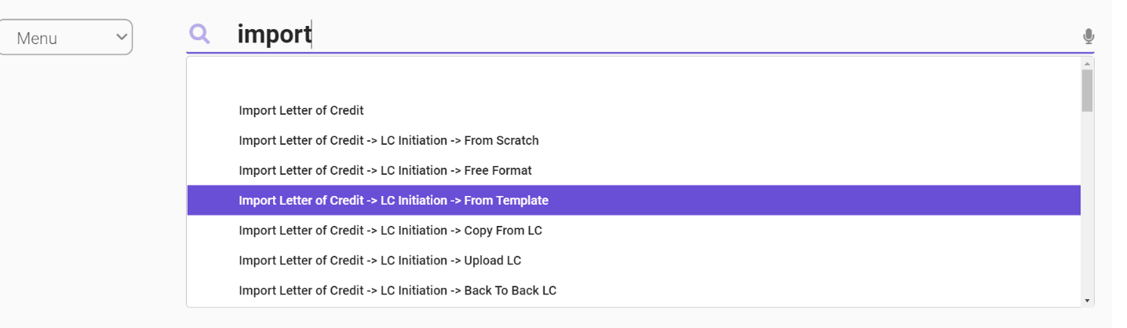 Menu
import
Import Letter of Credit
Import Letter of Credit -> LC Initiation -> From Scratch
Import Letter of Credit -> LC Initiation -> Free Format
Import Letter of Credit -> LC Initiation -> From Template
Import Letter of Credit -> LC Initiation -> Copy From LC
Import Letter of Credit -> LC Initiation -> Upload LC
Import Letter of Credit -> LC Initiation -> Back To Back LC